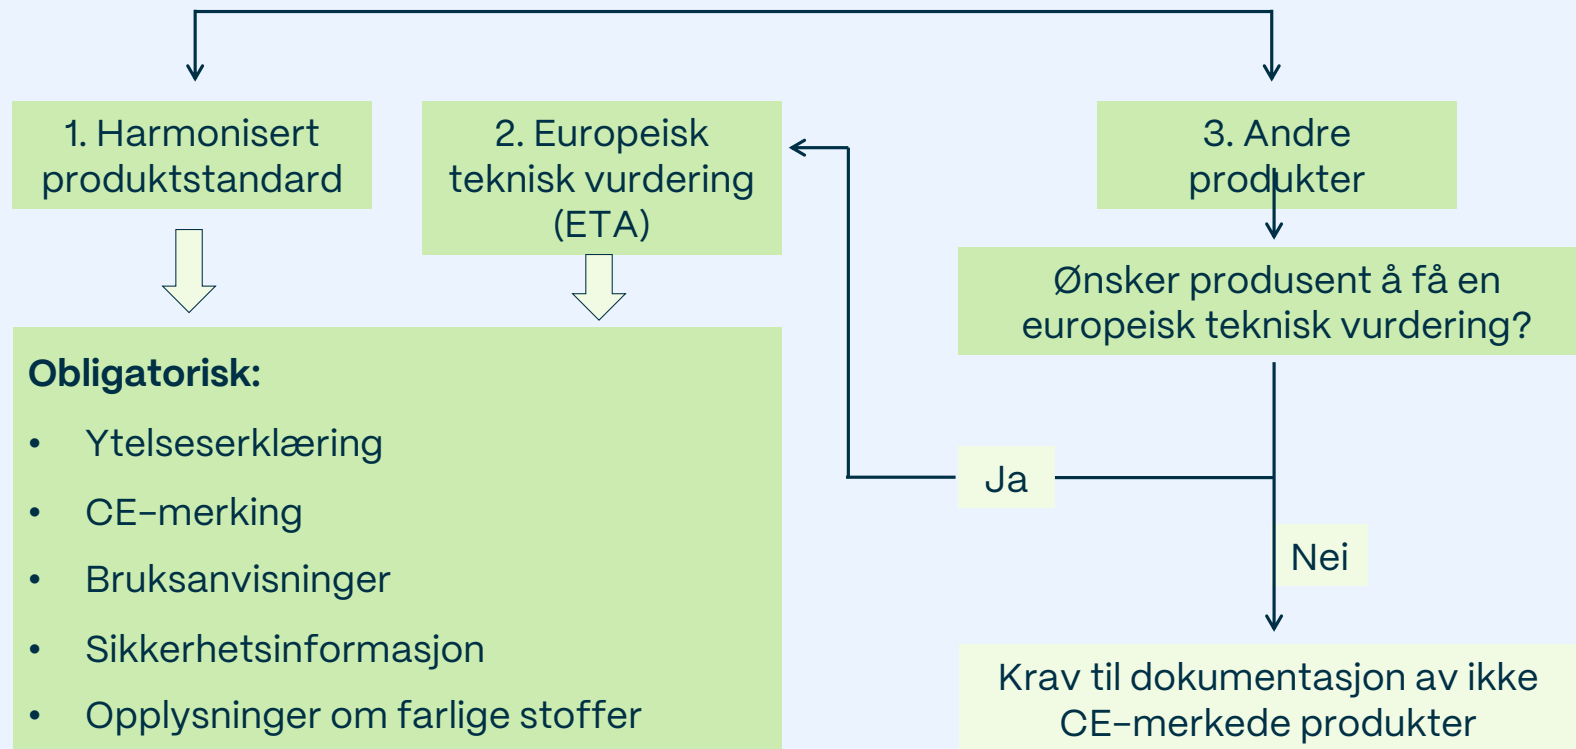 1. Harmonisert
produktstandard
2. Europeisk
teknisk vurdering
(ETA)
3. Andre
produkter
Ønsker produsent å få en
europeisk teknisk vurdering?
Obligatorisk:
• Ytelseserklæring
• CE-merking
• Bruksanvisninger
• Sikkerhetsinformasjon
• Opplysninger om farlige stoffer
Ja
Nei
Krav til dokumentasjon av ikke
CE-merkede produkter